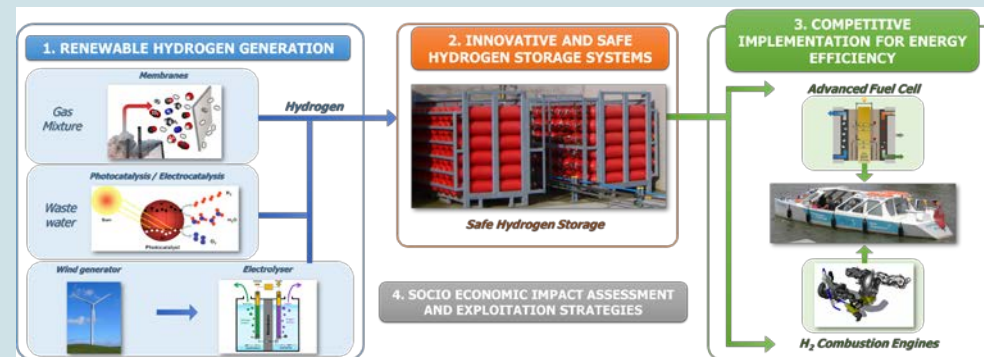 1. RENEWABLE HYDROGEN GENERATION
Membranes
Gas
Mixture
Photocatalysis / Electrocatalysis
Waste
water
Sun
H₂O
Photocatalyst
Wind generator
Electrolyser
Hydrogen
2. INNOVATIVE AND SAFE
HYDROGEN STORAGE SYSTEMS
Safe Hydrogen Storage
3. COMPETITIVE
IMPLEMENTATION FOR ENERGY
EFFICIENCY
Advanced Fuel Cell
H₂ Combustion Engines
4. SOCIO ECONOMIC IMPACT ASSESSMENT
AND EXPLOITATION STRATEGIES